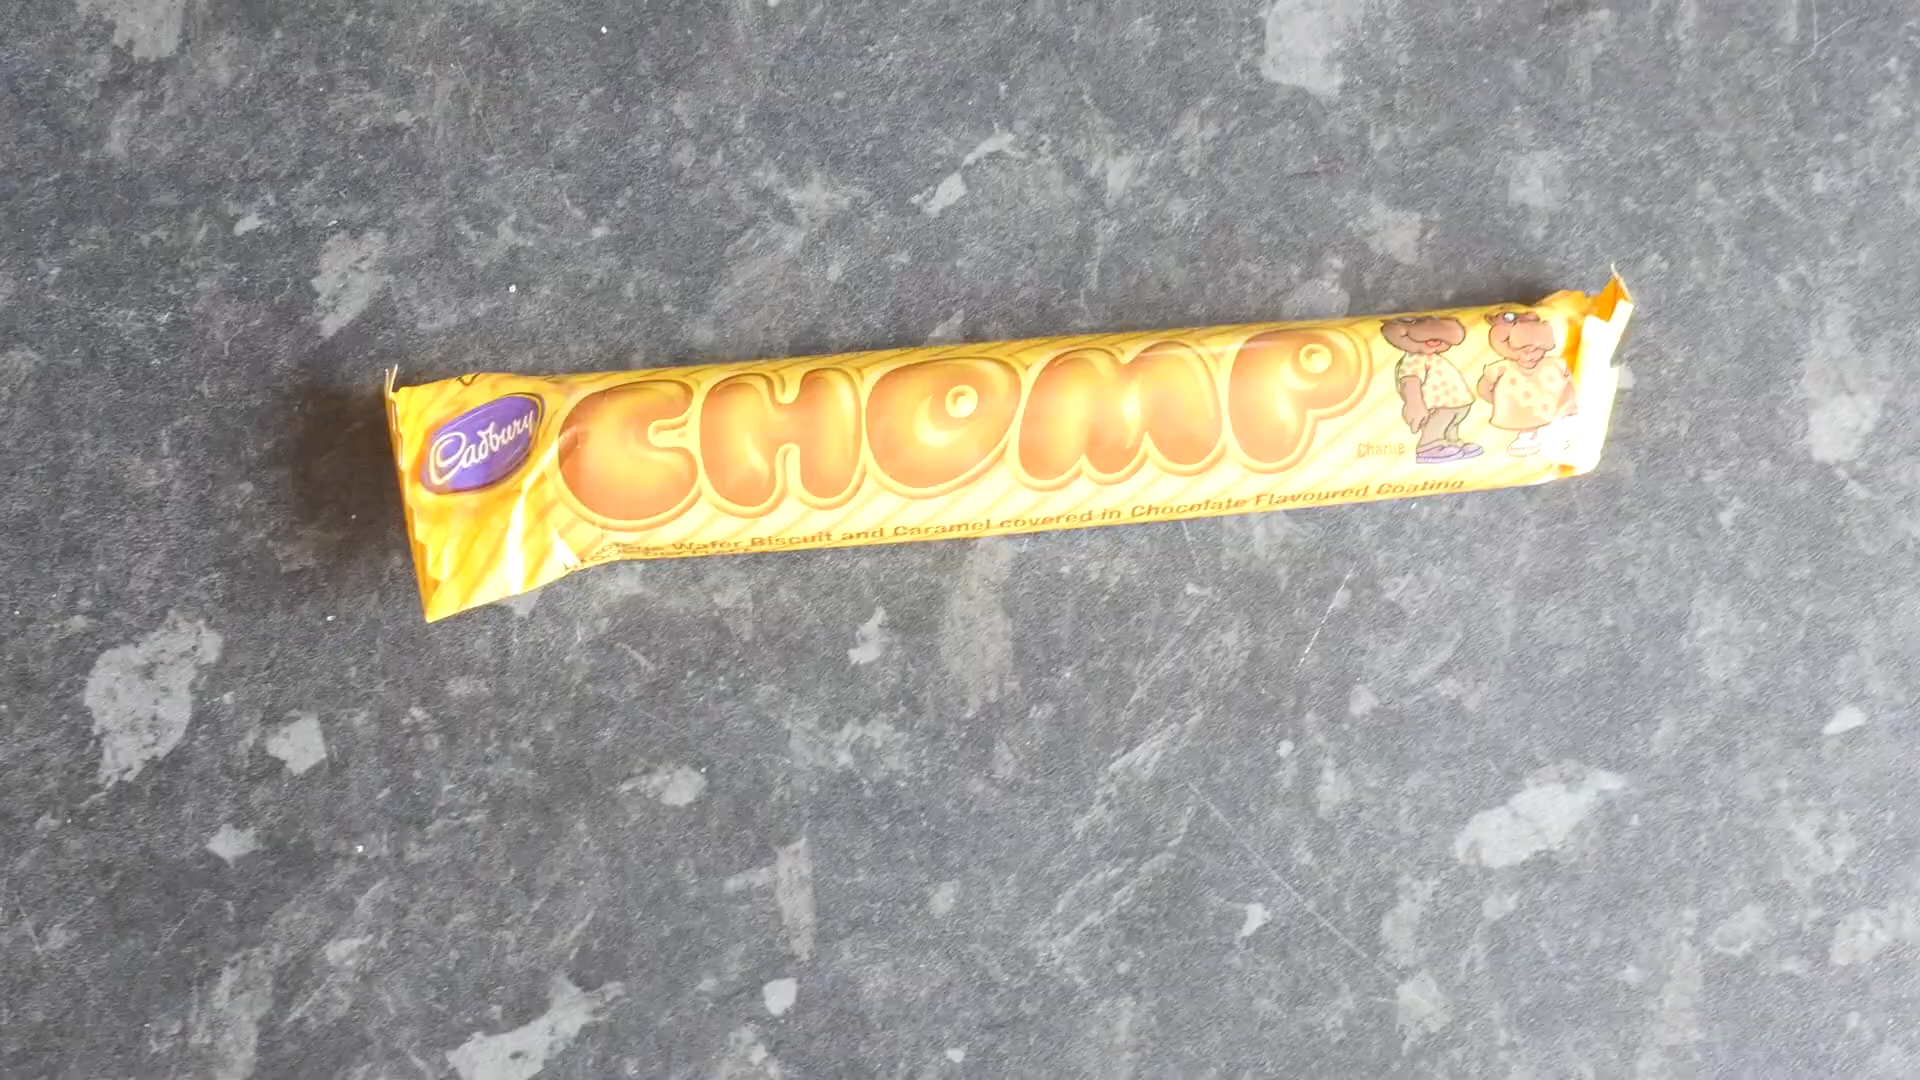 Cadbury
CHOMP
Charlie
Wafer Biscuit and Caramel covered in Chocolate Flavoured Coating